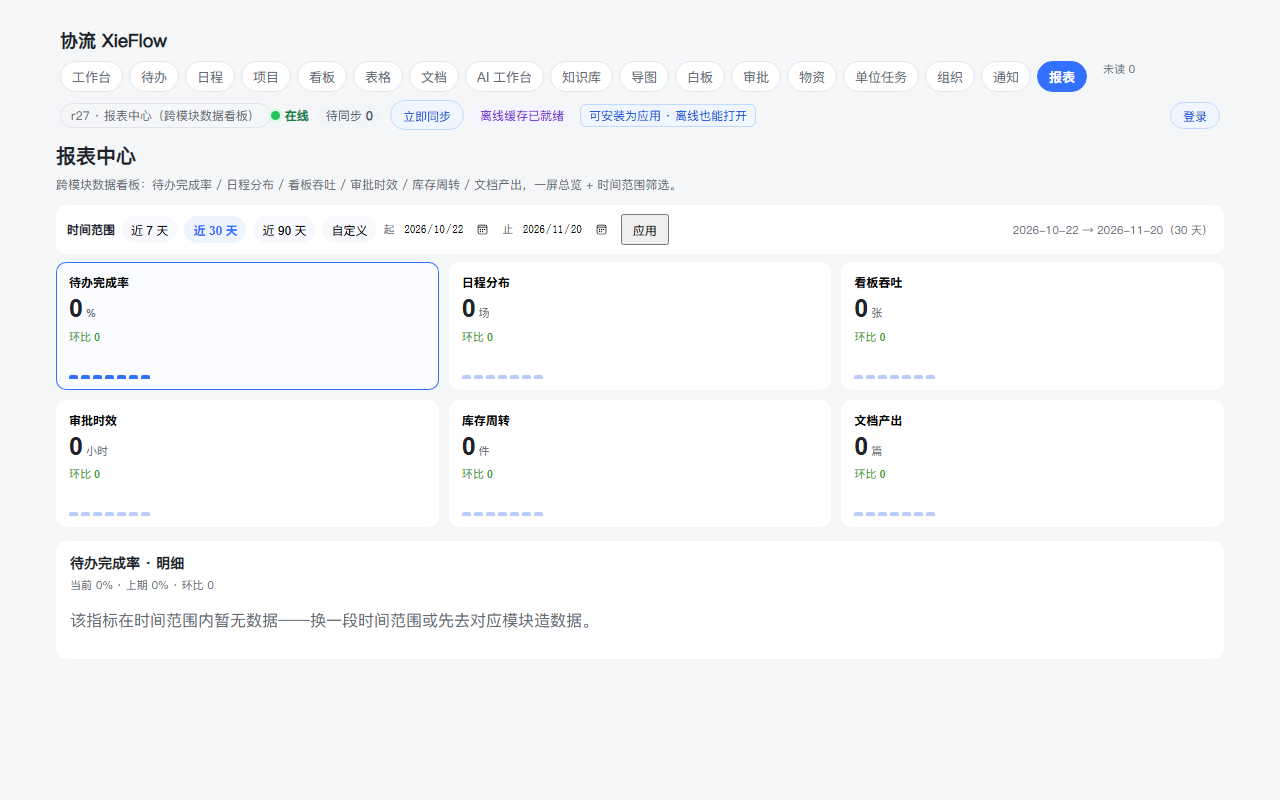 协流 XieFlow
工作台 待办 日程 项目 看板 表格 文档 AI 工作台 知识库 导图 白板 审批 物资 单位任务 组织 通知 报表 未读 0
r27 · 报表中心（跨模块数据看板） 在线 待同步 0 立即同步 离线缓存已就绪 可安装为应用 · 离线也能打开 登录
报表中心
跨模块数据看板：待办完成率 / 日程分布 / 看板吞吐 / 审批时效 / 库存周转 / 文档产出，一屏总览 + 时间范围筛选。
时间范围 近 7 天 近 30 天 近 90 天 自定义 起 2026/10/22 止 2026/11/20 应用 2026-10-22 → 2026-11-20（30 天）
待办完成率
0 %
环比 0
日程分布
0 场
环比 0
看板吞吐
0 张
环比 0
审批时效
0 小时
环比 0
库存周转
0 件
环比 0
文档产出
0 篇
环比 0
待办完成率 · 明细
当前 0% · 上期 0% · 环比 0
该指标在时间范围内暂无数据——换一段时间范围或先去对应模块造数据。